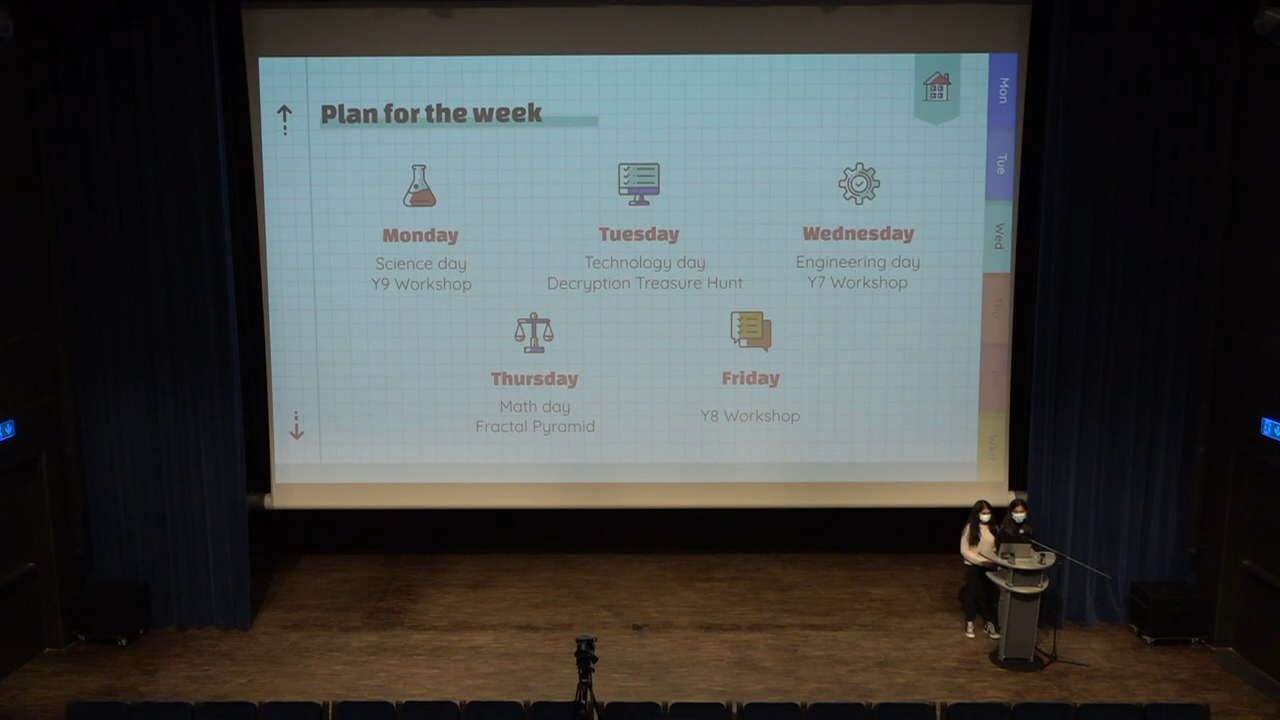 Plan for the week
Mon
Tue
Wed
Thu
Monday
Science day
Y9 Workshop
Tuesday
Technology day
Decryption Treasure Hunt
Wednesday
Engineering day
Y7 Workshop
Thursday
Math day
Fractal Pyramid
Friday
Y8 Workshop